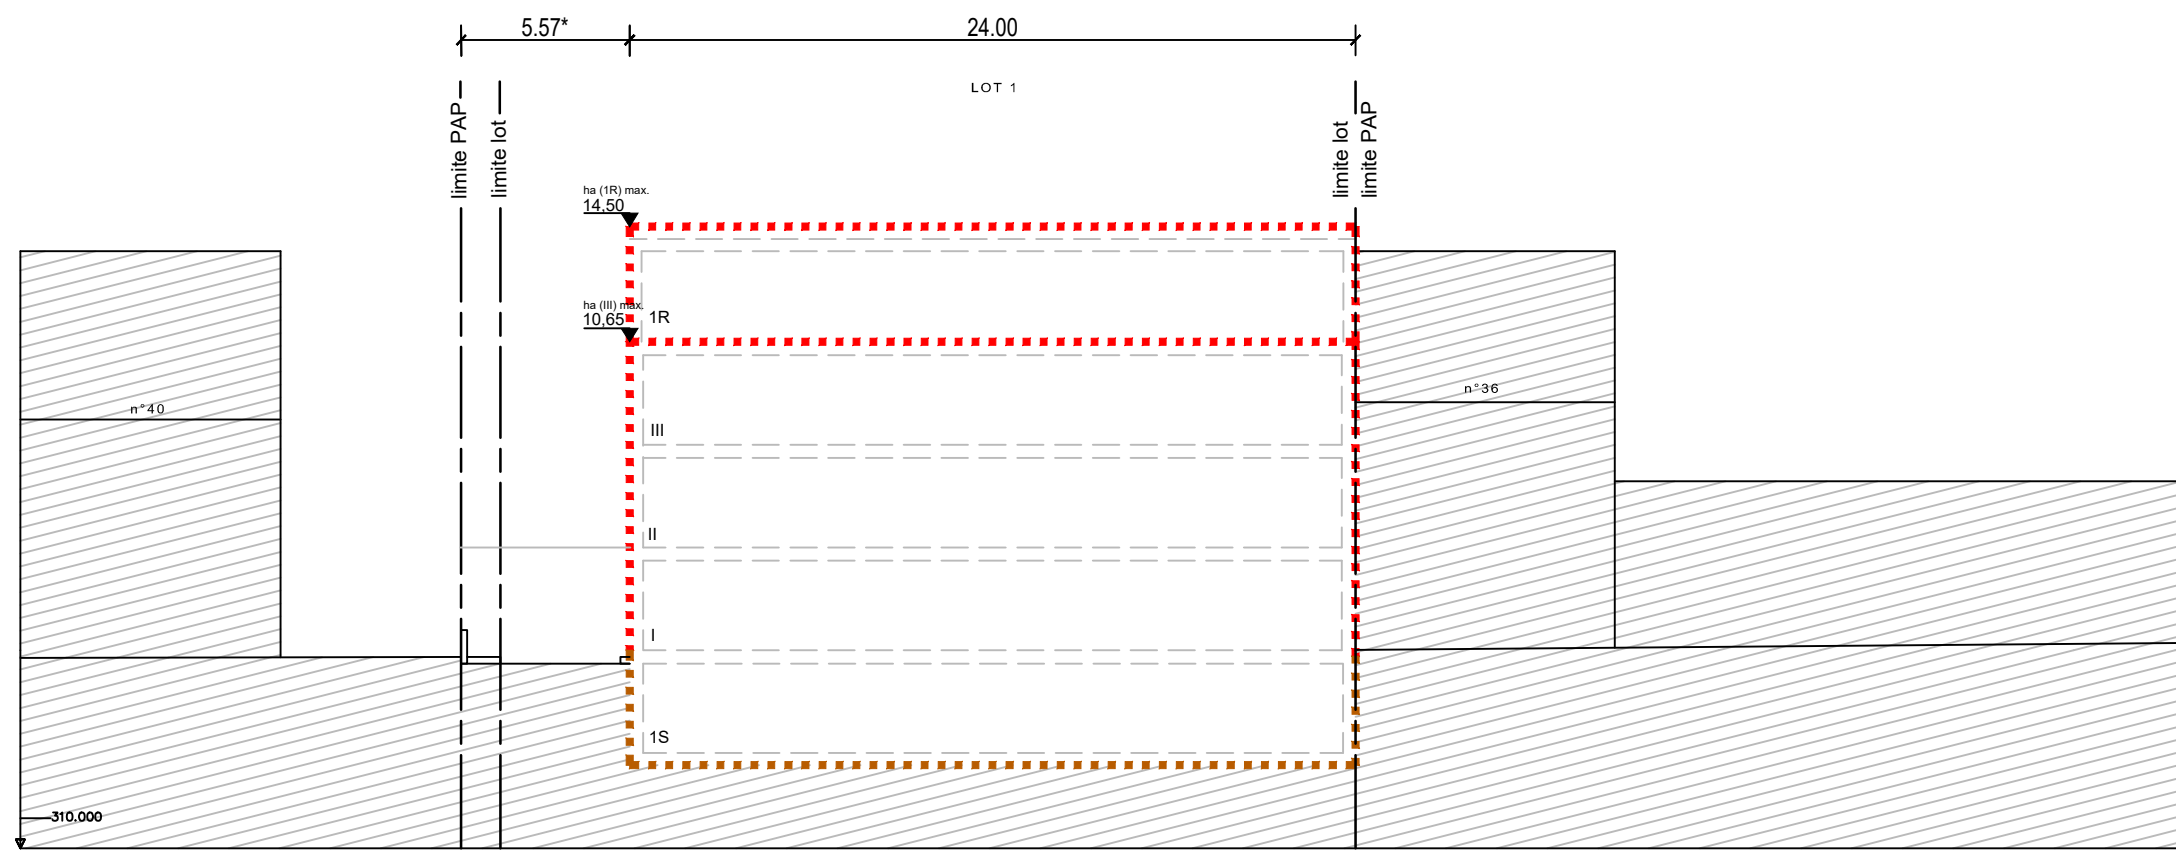 5.57*
24.00
LOT 1
limite PAP
limite lot
limite lot
limite PAP
ha (1R) max.
14,50
ha (III) max.
10,65
1R
n°36
n°40
III
II
I
1S
310.000